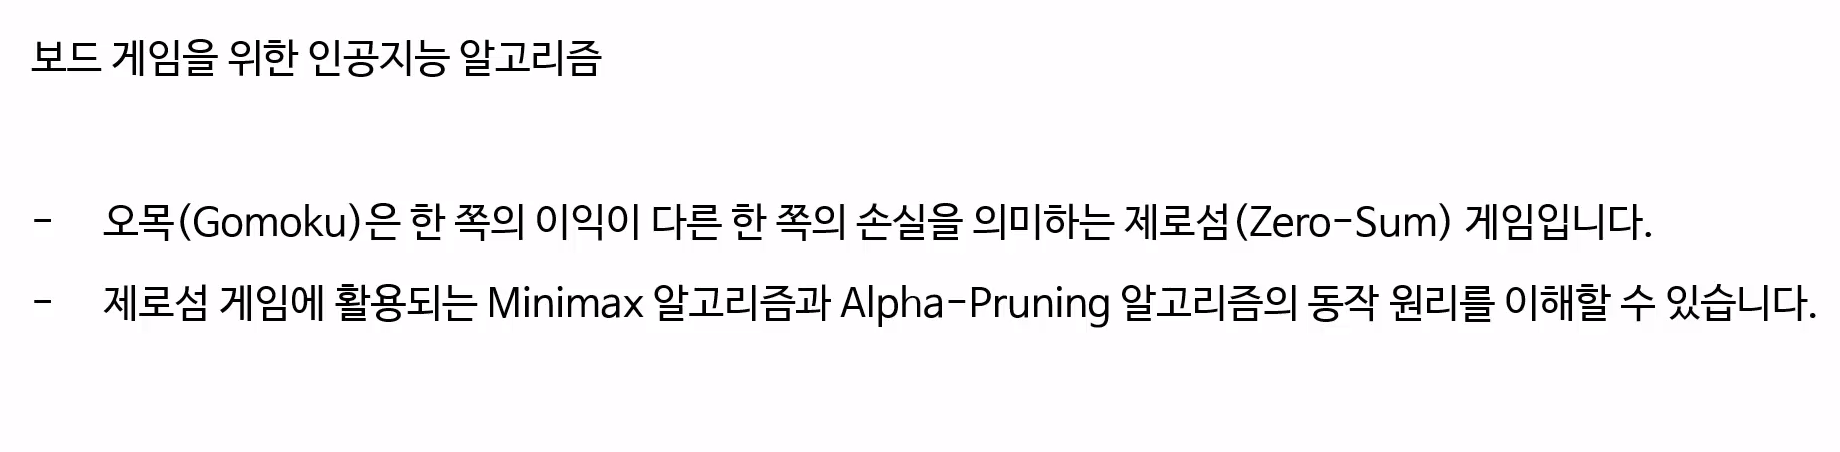 보드 게임을 위한 인공지능 알고리즘
- 오목(Gomoku)은 한 쪽의 이익이 다른 한 쪽의 손실을 의미하는 제로섬(Zero-Sum) 게임입니다.
- 제로섬 게임에 활용되는 Minimax 알고리즘과 Alpha-Pruning 알고리즘의 동작 원리를 이해할 수 있습니다.